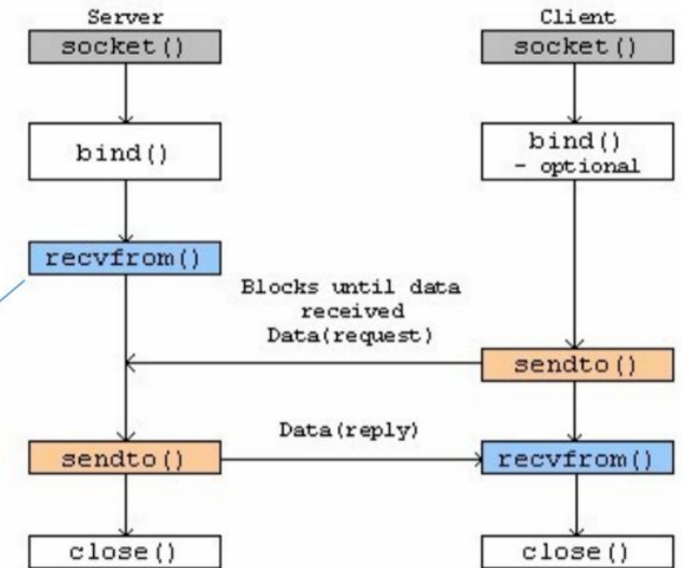 Server
Client
socket()
socket()
bind()
bind()
- optional
recvfrom()
Blocks until data
received
Data(request)
sendto()
Data(reply)
sendto()
recvfrom()
close()
close()